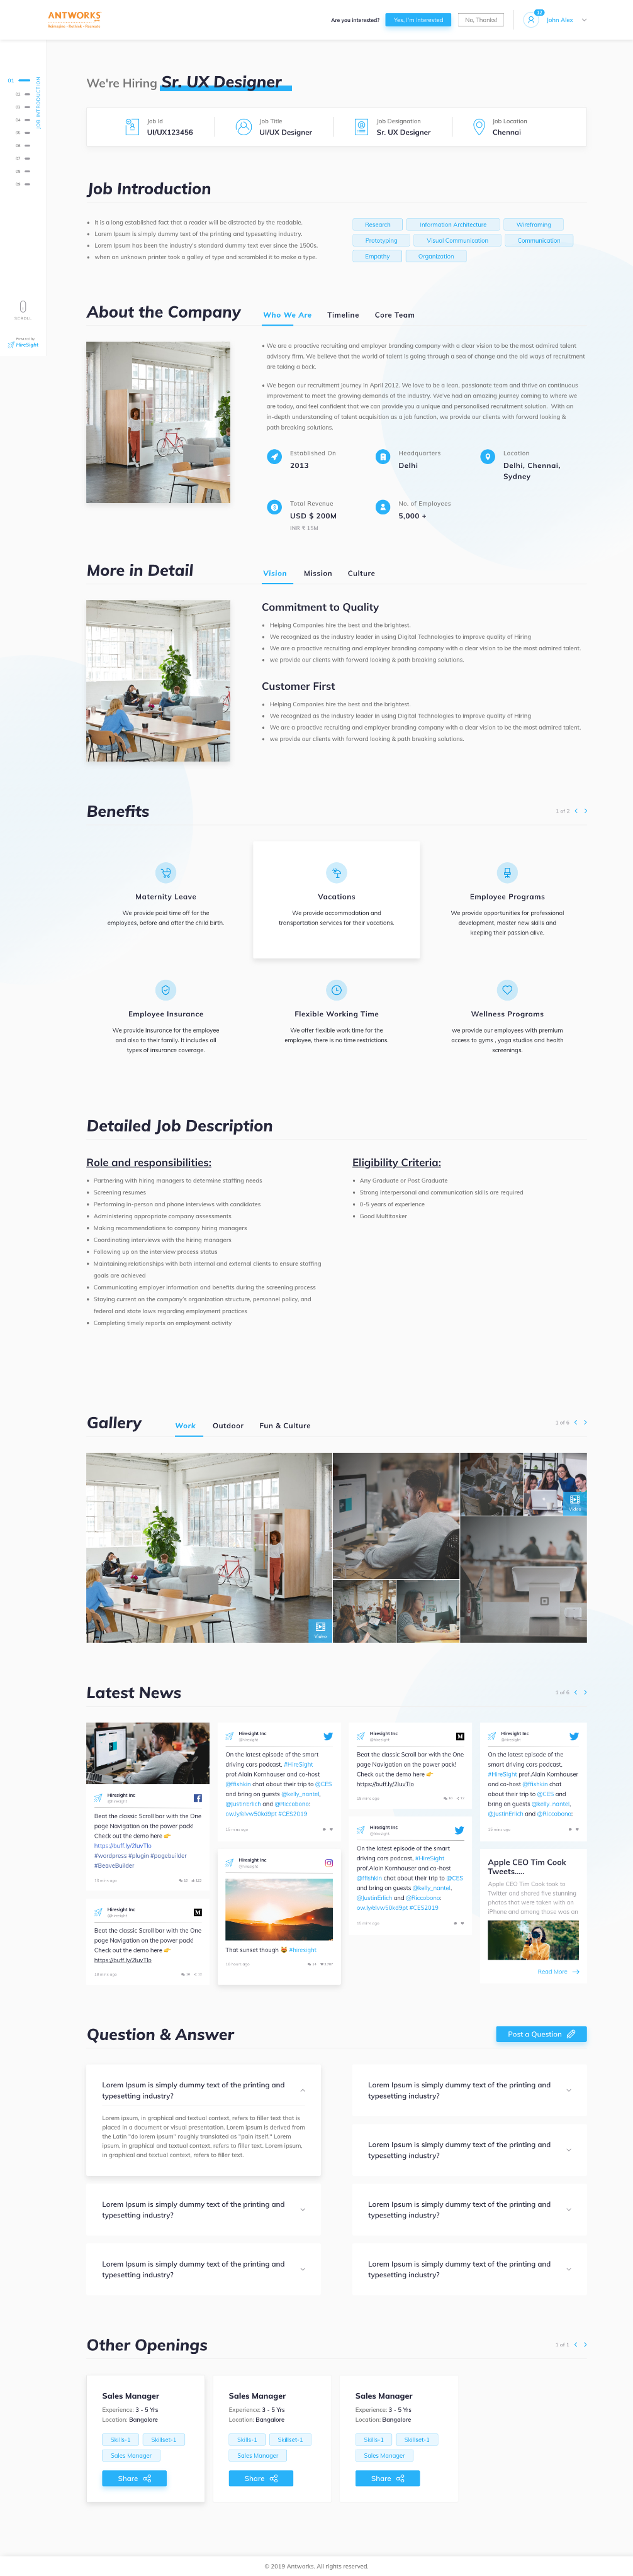 ANTWORKS
Are you interested?
Yes, I'm Interested
No, Thanks!
John Alex
01
JOB INTRODUCTION
02
03
04
05
06
07
08
09
SCROLL
HireSight
We're Hiring Sr. UX Designer
Job Id
UI/UX123456
Job Title
UI/UX Designer
Job Designation
Sr. UX Designer
Job Location
Chennai
Job Introduction
It is a long established fact that a reader will be distracted by the readable.
Lorem Ipsum is simply dummy text of the printing and typesetting industry.
Lorem Ipsum has been the industry's standard dummy text ever since the 1500s.
when an unknown printer took a galley of type and scrambled it to make a type.
Research
Information Architecture
Wireframing
Prototyping
Visual Communication
Communication
Empathy
Organization
About the Company
Who We Are
Timeline
Core Team
• We are a proactive recruiting and employer branding company with a clear vision to be the most admired talent
advisory firm. We believe that the world of talent is going through a sea of change and the old ways of recruitment
are taking a back.
• We began our recruitment journey in April 2012. We love to be a lean, passionate team and thrive on continuous
improvement to meet the growing demands of the industry. We've had an amazing journey coming to where we
are today, and feel confident that we can provide you a unique and personalised recruitment solution. With an
in-depth understanding of talent acquisition as a job function, we provide our clients with forward looking &
path breaking solutions.
Established On
2013
Headquarters
Delhi
Location
Delhi, Chennai,
Sydney
Total Revenue
USD $ 200M
INR ₹ 15M
No. of Employees
5,000 +
More in Detail
Vision
Mission
Culture
Commitment to Quality
Helping Companies hire the best and the brightest.
We recognized as the industry leader in using Digital Technologies to improve quality of Hiring
We are a proactive recruiting and employer branding company with a clear vision to be the most admired talent.
we provide our clients with forward looking & path breaking solutions.
Customer First
Helping Companies hire the best and the brightest.
We recognized as the industry leader in using Digital Technologies to improve quality of Hiring
We are a proactive recruiting and employer branding company with a clear vision to be the most admired talent.
we provide our clients with forward looking & path breaking solutions.
Benefits
1 of 2
Maternity Leave
We provide paid time off for the
employees, before and after the child birth.
Vacations
We provide accommodation and
transportation services for their vacations.
Employee Programs
We provide opportunities for professional
development, master new skills and
keeping their passion alive.
Employee Insurance
We provide insurance for the employee
and also to their family. It includes all
types of insurance coverage.
Flexible Working Time
We offer flexible work time for the
employee, there is no time restrictions.
Wellness Programs
we provide our employees with premium
access to gyms , yoga studios and health
screenings.
Detailed Job Description
Role and responsibilities:
Partnering with hiring managers to determine staffing needs
Screening resumes
Performing in-person and phone interviews with candidates
Administering appropriate company assessments
Making recommendations to company hiring managers
Coordinating interviews with the hiring managers
Following up on the interview process status
Maintaining relationships with both internal and external clients to ensure staffing
goals are achieved
Communicating employer information and benefits during the screening process
Staying current on the company's organization structure, personnel policy, and
federal and state laws regarding employment practices
Completing timely reports on employment activity
Eligibility Criteria:
Any Graduate or Post Graduate
Strong interpersonal and communication skills are required
0-5 years of experience
Good Multitasker
Gallery
Work
Outdoor
Fun & Culture
1 of 6
Video
Video
Latest News
1 of 6
Hiresight Inc
@hiresight
Beat the classic Scroll bar with the One
page Navigation on the power pack!
Check out the demo here 👉
https://buff.ly/2IuvTlo
#wordpress #plugin #pagebuilder
#BeaveBuilder
Hiresight Inc
@hiresight
Beat the classic Scroll bar with the One
page Navigation on the power pack!
Check out the demo here 👉
https://buff.ly/2IuvTlo
Hiresight Inc
@hiresight
On the latest episode of the smart
driving cars podcast, #HireSight
prof.Alain Kornhauser and co-host
@ffishkin chat about their trip to @CES
and bring on guests @kelly_nantel,
@JustinErlich and @Riccobono:
ow.ly/eivw50kd9pt #CES2019
Hiresight Inc
@hiresight
That sunset though 😻 #hiresight
Hiresight Inc
@hiresight
Beat the classic Scroll bar with the One
page Navigation on the power pack!
Check out the demo here 👉
https://buff.ly/2IuvTlo
Hiresight Inc
@hiresight
On the latest episode of the smart
driving cars podcast, #HireSight
prof.Alain Kornhauser and co-host
@ffishkin chat about their trip to @CES
and bring on guests @kelly_nantel,
@JustinErlich and @Riccobono:
ow.ly/eivw50kd9pt #CES2019
Hiresight Inc
@hiresight
On the latest episode of the
smart driving cars podcast,
#HireSight prof.Alain Kornhauser
and co-host @ffishkin chat
about their trip to @CES and
bring on guests @kelly_nantel,
@JustinErlich and @Riccobono:
Apple CEO Tim Cook
Tweets.....
Apple CEO Tim Cook took to
Twitter and shared five stunning
photos that were taken with an
iPhone and among those was an
Read More
Question & Answer
Post a Question
Lorem Ipsum is simply dummy text of the printing and
typesetting industry?
Lorem ipsum, in graphical and textual context, refers to filler text that is
placed in a document or visual presentation. Lorem ipsum is derived from
the Latin "do lorem ipsum" roughly translated as "pain itself." Lorem
ipsum, in graphical and textual context, refers to filler text. Lorem ipsum,
in graphical and textual context, refers to filler text.
Lorem Ipsum is simply dummy text of the printing and
typesetting industry?
Lorem Ipsum is simply dummy text of the printing and
typesetting industry?
Lorem Ipsum is simply dummy text of the printing and
typesetting industry?
Lorem Ipsum is simply dummy text of the printing and
typesetting industry?
Lorem Ipsum is simply dummy text of the printing and
typesetting industry?
Lorem Ipsum is simply dummy text of the printing and
typesetting industry?
Other Openings
1 of 1
Sales Manager
Experience: 3 - 5 Yrs
Location: Bangalore
Skills-1
Skillset-1
Sales Manager
Share
Sales Manager
Experience: 3 - 5 Yrs
Location: Bangalore
Skills-1
Skillset-1
Sales Manager
Share
Sales Manager
Experience: 3 - 5 Yrs
Location: Bangalore
Skills-1
Skillset-1
Sales Manager
Share
© 2019 Antworks. All rights reserved.